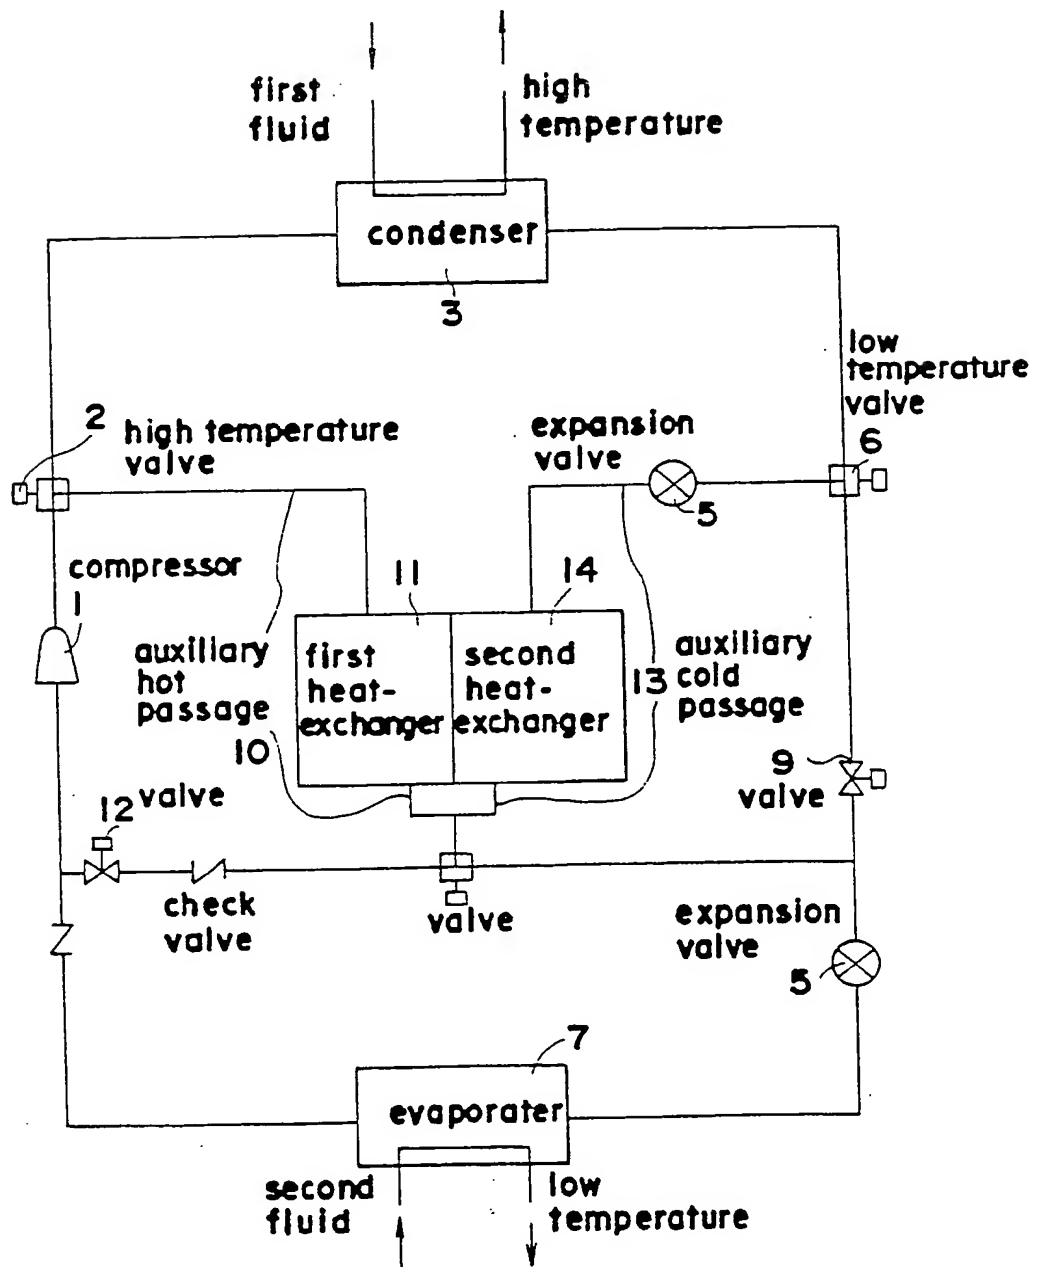 first
fluid
high
temperature
condenser
3
low
temperature
valve
6
2
high temperature
valve
expansion
valve
5
compressor
1
11
14
auxiliary
hot
passage
10
first
heat-
exchanger
second
heat-
exchanger
13
auxiliary
cold
passage
9
valve
12 valve
check
valve
valve
expansion
valve
5
7
evaporater
second
fluid
low
temperature